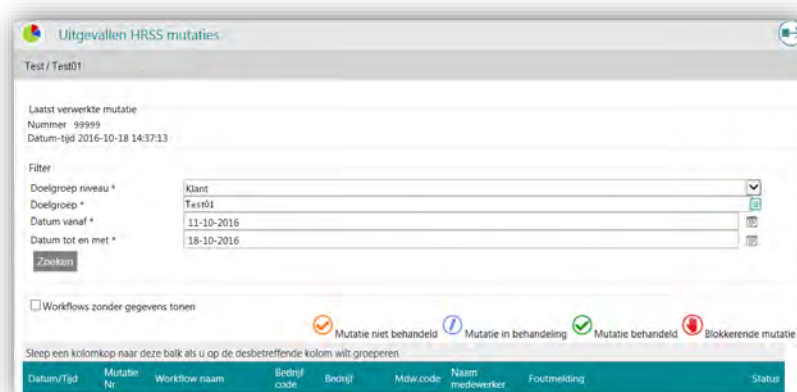 Uitgevallen HRSS mutaties
Test / Test01
Laatst verwerkte mutatie
Nummer 99999
Datum-tijd 2016-10-18 14:37:13
Filter
Doelgroep niveau * Klant
Doelgroep * Test01
Datum vanaf * 11-10-2016
Datum tot en met * 18-10-2016
Zoeken
Workflows zonder gegevens tonen
Mutatie niet behandeld Mutatie in behandeling Mutatie behandeld Blokkerende mutatie
Sleep een kolomkop naar deze balk als u op de desbetreffende kolom wilt groeperen
Datum/Tijd Mutatie Nr Workflow naam Bedrijf code Bedrijf Mdw.code Naam medewerker Foutmelding Status